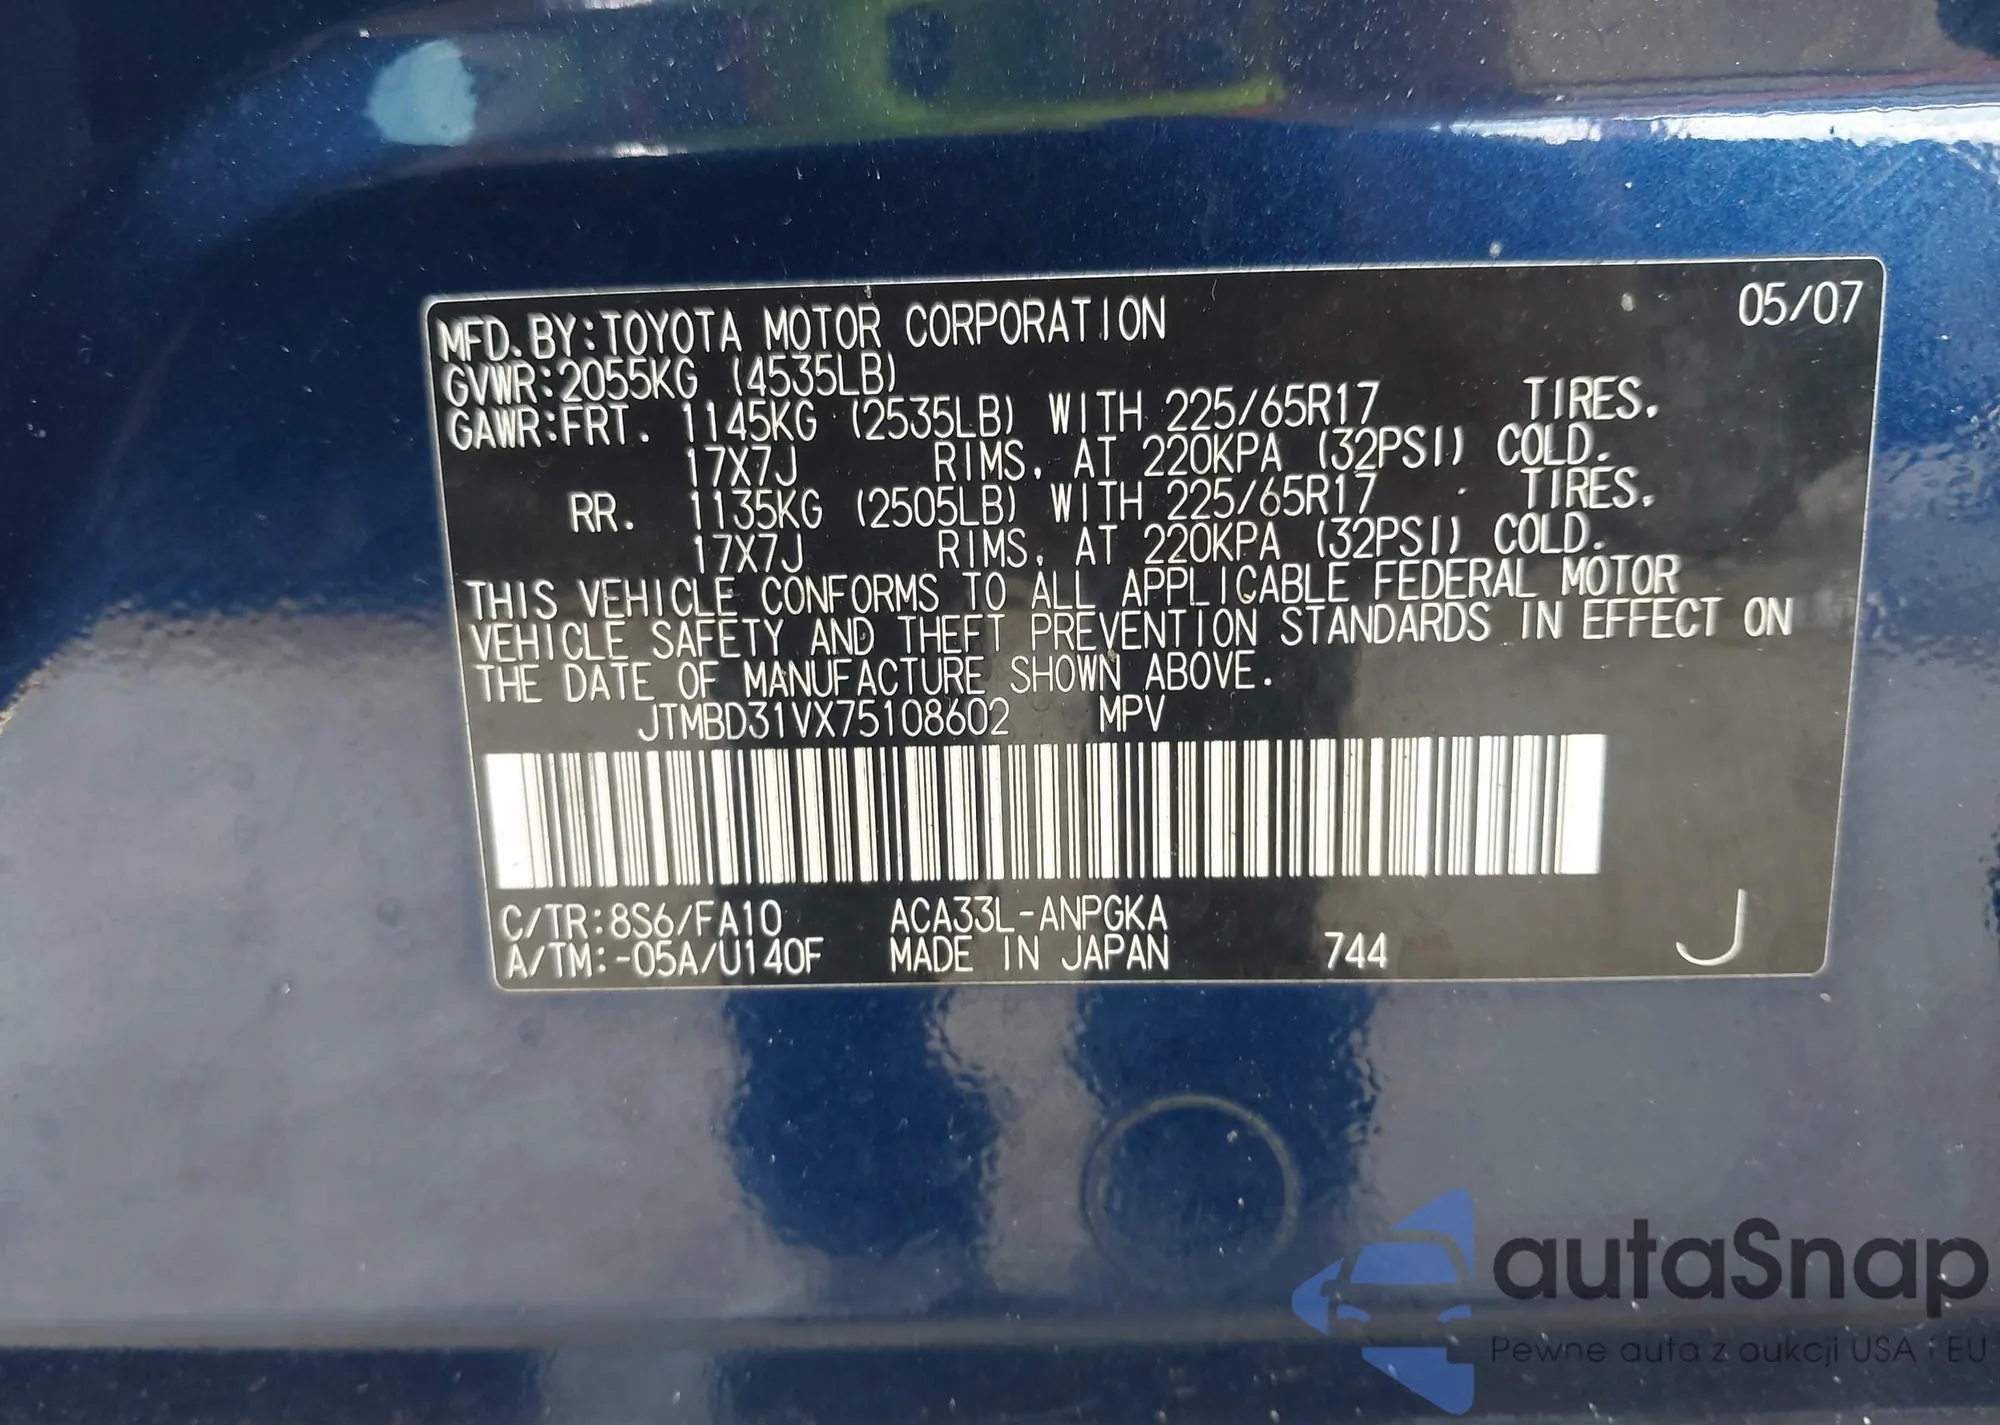 05/07
MFD. BY:TOYOTA MOTOR CORPORATION
GVWR:2055KG (4535LB)
GAWR:FRT. 1145KG (2535LB) WITH 225/65R17 TIRES.
17X7J RIMS, AT 220KPA (32PSI) COLD.
RR. 1135KG (2505LB) WITH 225/65R17 TIRES.
17X7J RIMS, AT 220KPA (32PSI) COLD.
THIS VEHICLE CONFORMS TO ALL APPLICABLE FEDERAL MOTOR
VEHICLE SAFETY AND THEFT PREVENTION STANDARDS IN EFFECT ON
THE DATE OF MANUFACTURE SHOWN ABOVE.
JTMBD31VX75108602 MPV
C/TR:8S6/FA10 ACA33L-ANPGKA
A/TM:-05A/U140F MADE IN JAPAN 744 J
autaSnap
Pewne auta z aukcji USA i EU